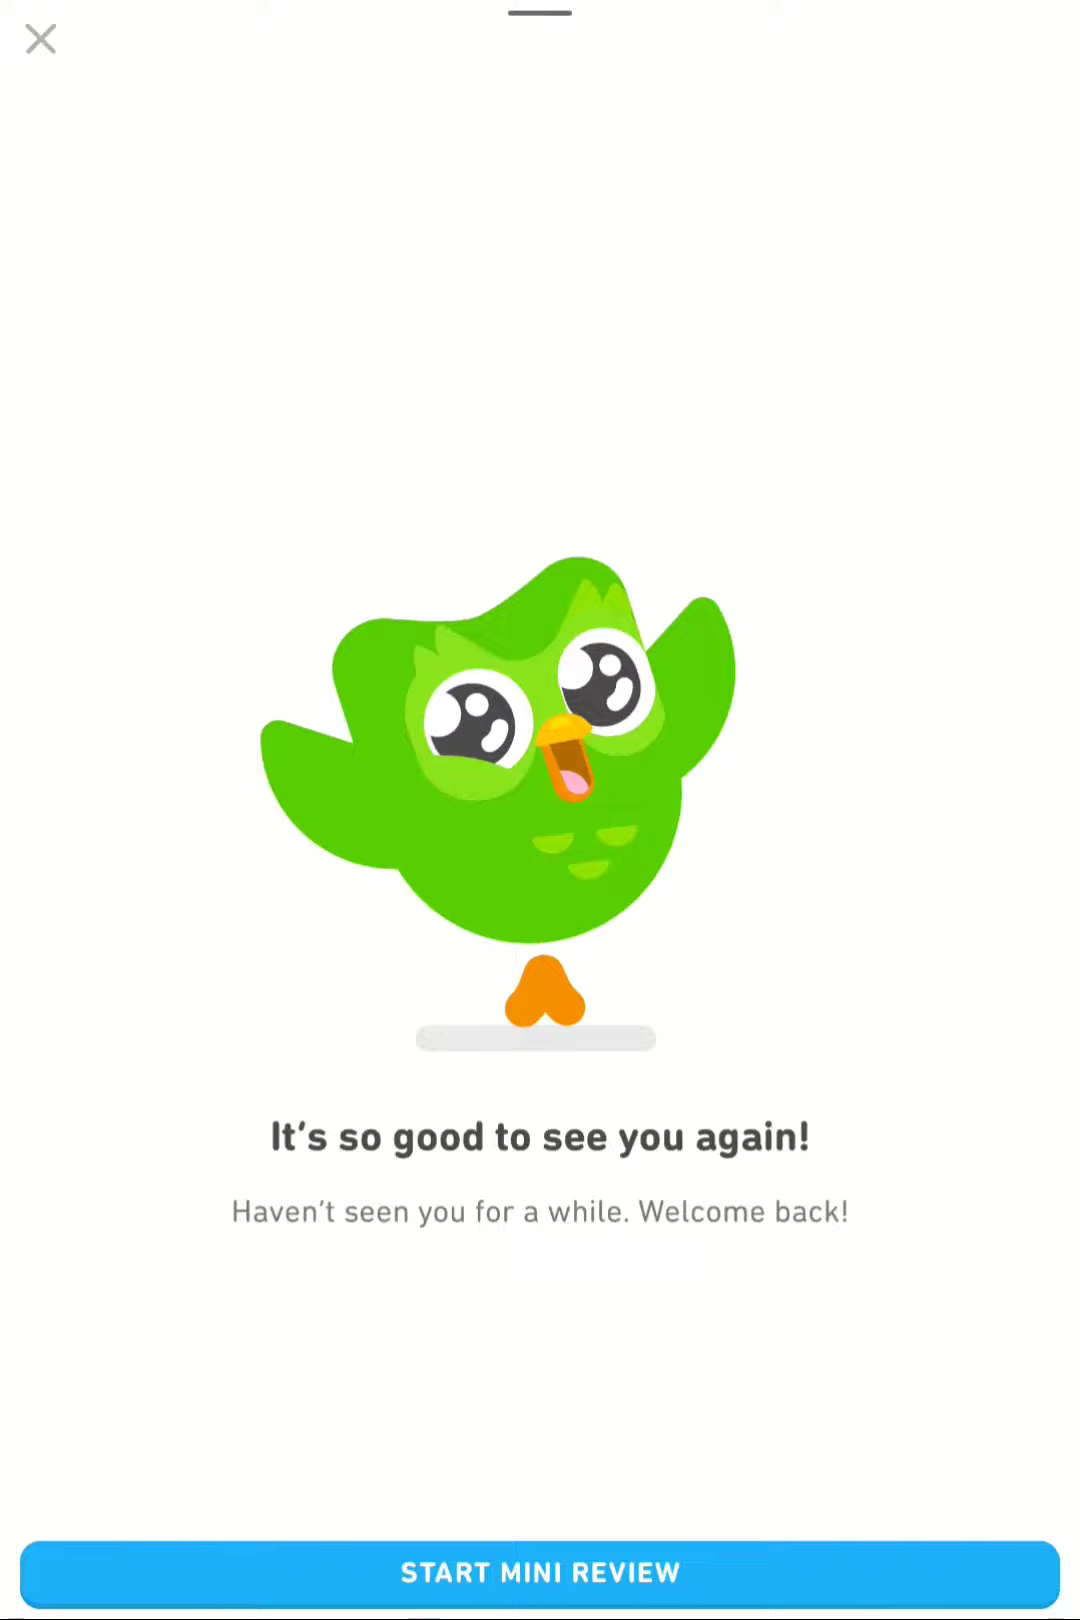 It's so good to see you again!
Haven't seen you for a while. Welcome back!
START MINI REVIEW